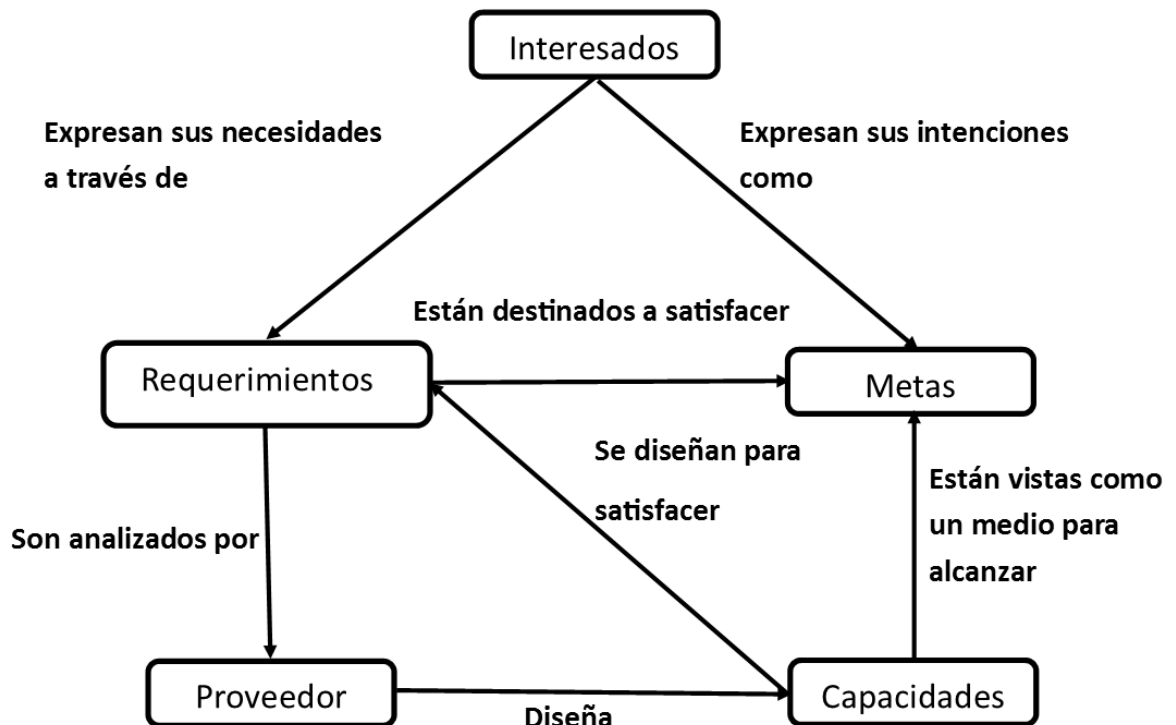 Interesados
Expresan sus necesidades
a través de
Expresan sus intenciones
como
Están destinados a satisfacer
Requerimientos
Metas
Se diseñan para
satisfacer
Están vistas como
un medio para
alcanzar
Son analizados por
Proveedor
Diseña
Capacidades